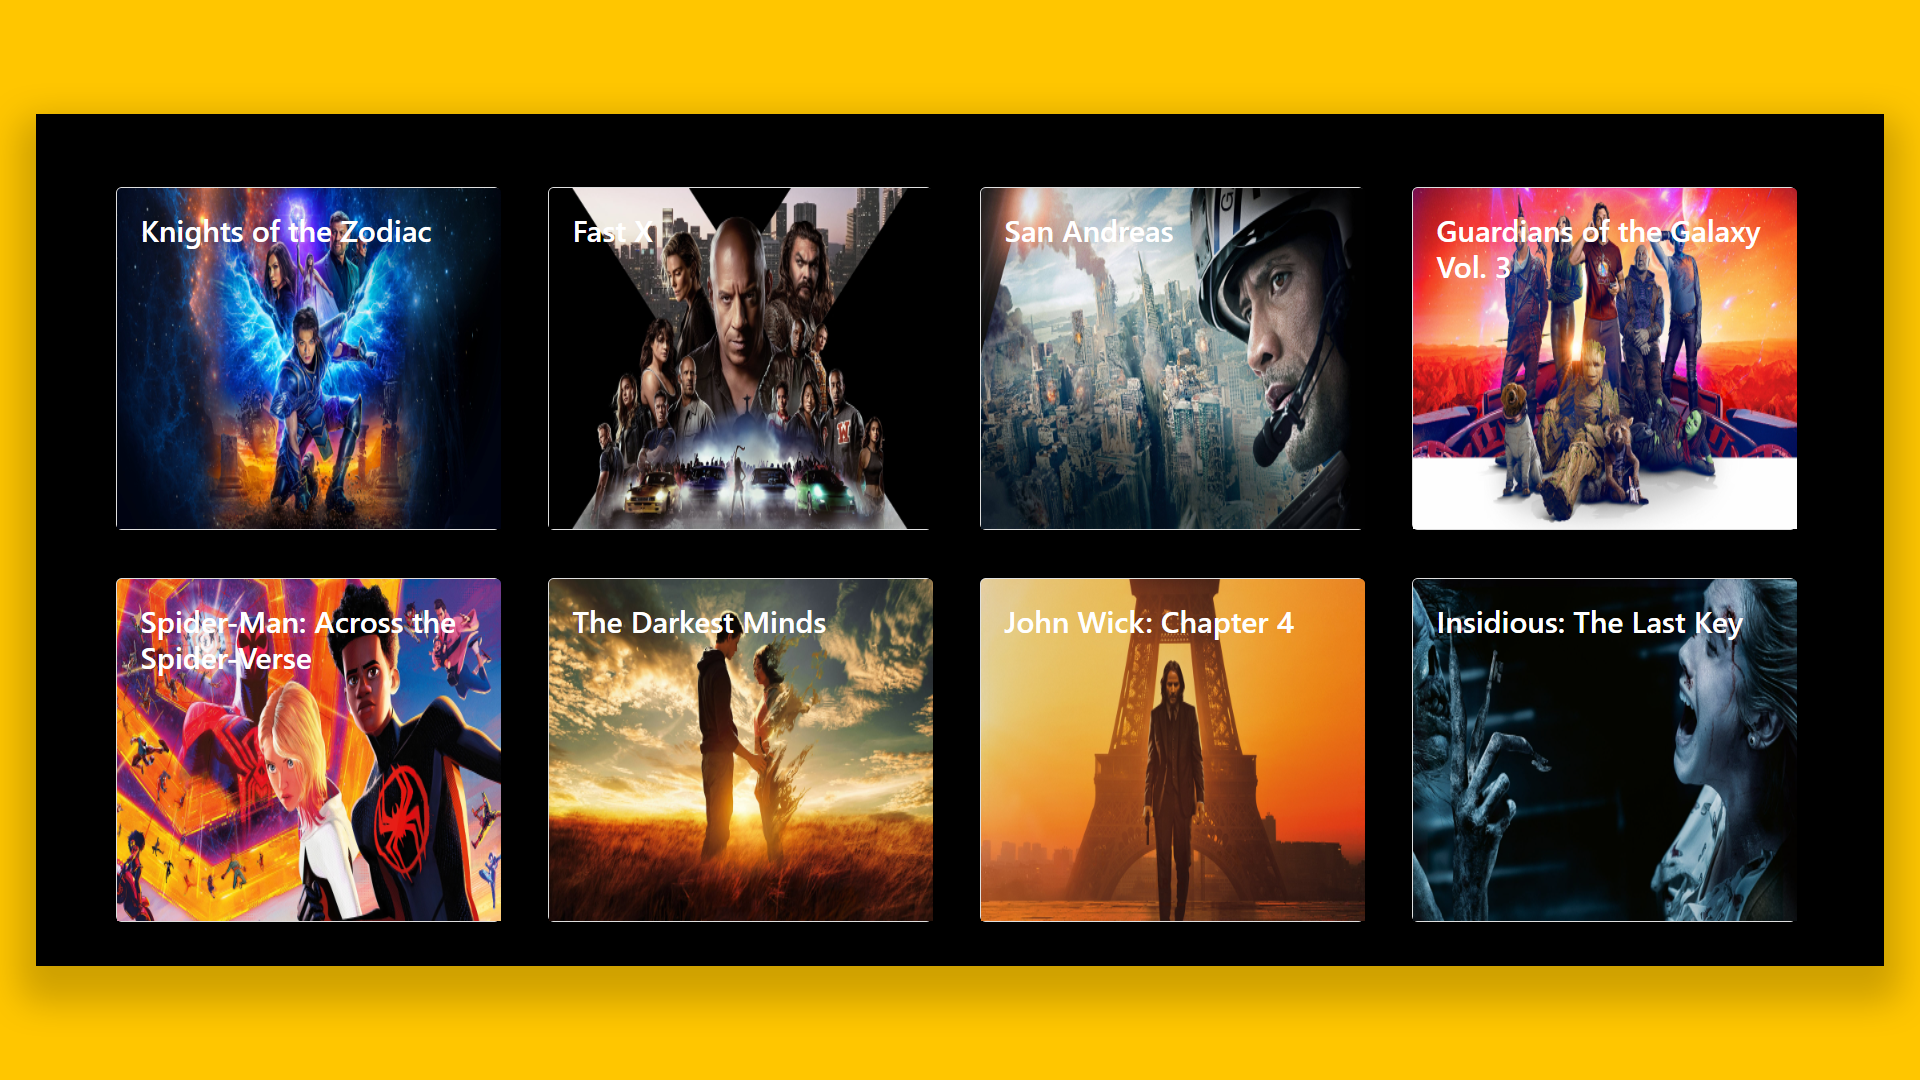 Knights of the Zodiac
Fast X
San Andreas
Guardians of the Galaxy
Vol. 3
W
Spider-Man: Across the
Spider-Verse
The Darkest Minds
John Wick: Chapter 4
Insidious: The Last Key